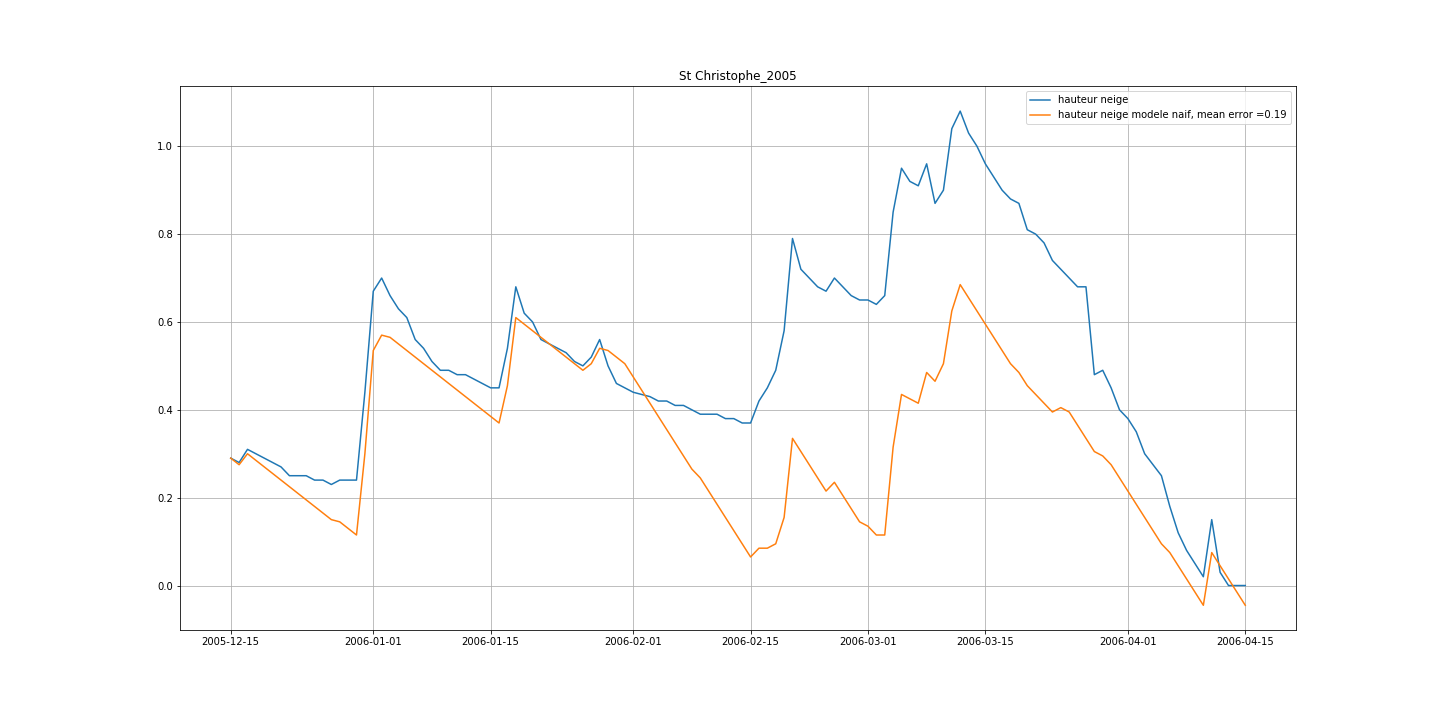 St Christophe_2005
hauteur neige
hauteur neige modele naif, mean error =0.19
1.0
0.8
0.6
0.4
0.2
0.0
2005-12-15 2006-01-01 2006-01-15 2006-02-01 2006-02-15 2006-03-01 2006-03-15 2006-04-01 2006-04-15